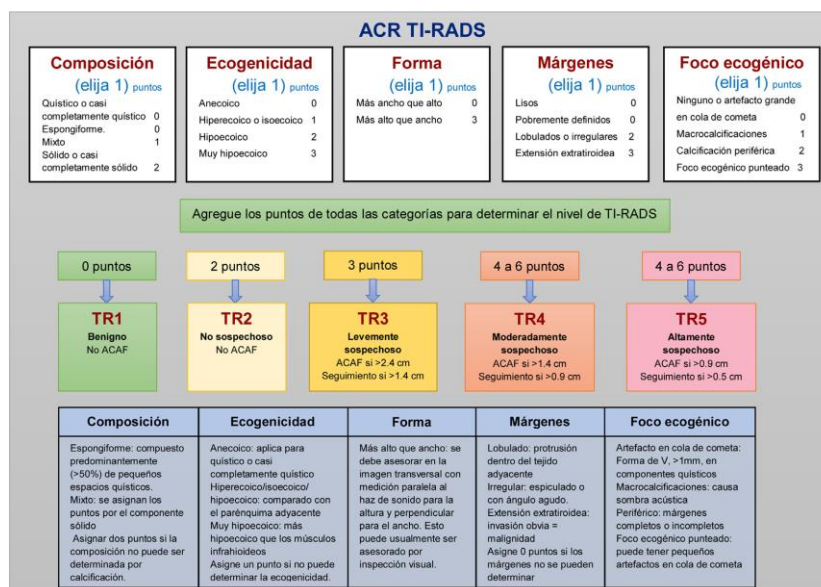 ACR TI-RADS
Composición
(elija 1) puntos
Quístico o casi
completamente quístico 0
Espongiforme. 0
Mixto 1
Sólido o casi
completamente sólido 2
Ecogenicidad
(elija 1) puntos
Anecoico 0
Hiperecoico o isoecoico 1
Hipoecoico 2
Muy hipoecoico 3
Forma
(elija 1) puntos
Más ancho que alto 0
Más alto que ancho 3
Márgenes
(elija 1) puntos
Lisos 0
Pobremente definidos 0
Lobulados o irregulares 2
Extensión extratiroidea 3
Foco ecogénico
(elija 1) puntos
Ninguno o artefacto grande
en cola de cometa 0
Macrocalcificaciones 1
Calcificación periférica 2
Foco ecogénico punteado 3
Agregue los puntos de todas las categorías para determinar el nivel de TI-RADS
0 puntos
2 puntos
3 puntos
4 a 6 puntos
4 a 6 puntos
TR1
Benigno
No ACAF
TR2
No sospechoso
No ACAF
TR3
Levemente
sospechoso
ACAF si >2.4 cm
Seguimiento si >1.4 cm
TR4
Moderadamente
sospechoso
ACAF si >1.4 cm
Seguimiento si >0.9 cm
TR5
Altamente
sospechoso
ACAF si >0.9 cm
Seguimiento si >0.5 cm
Composición
Espongiforme: compuesto
predominantemente
(>50%) de pequeños
espacios quísticos.
Mixto: se asignan los
puntos por el componente
sólido
Asignar dos puntos si la
composición no puede ser
determinada por
calcificación.
Ecogenicidad
Anecoico: aplica para
quístico o casi
completamente quístico
Hiperecoico/isoecoico/
hipoecoico: comparado con
el parénquima adyacente
Muy hipoecoico: más
hipoecoico que los músculos
infrahioideos
Asigne un punto si no puede
determinar la ecogenicidad.
Forma
Más alto que ancho: se
debe asesorar en la
imagen transversal con
medición paralela al
haz de sonido para la
altura y perpendicular
para el ancho. Esto
puede usualmente ser
asesorado por
inspección visual.
Márgenes
Lobulado: protrusión
dentro del tejido
adyacente
Irregular: espiculado o
con ángulo agudo.
Extensión extratiroidea:
invasión obvia =
malignidad
Asigne 0 puntos si los
márgenes no se pueden
determinar
Foco ecogénico
Artefacto en cola de cometa:
Forma de V, >1mm, en
componentes quísticos
Macrocalcificaciones: causa
sombra acústica
Periférico: márgenes
completos o incompletos
Foco ecogénico punteado:
puede tener pequeños
artefactos en cola de cometa